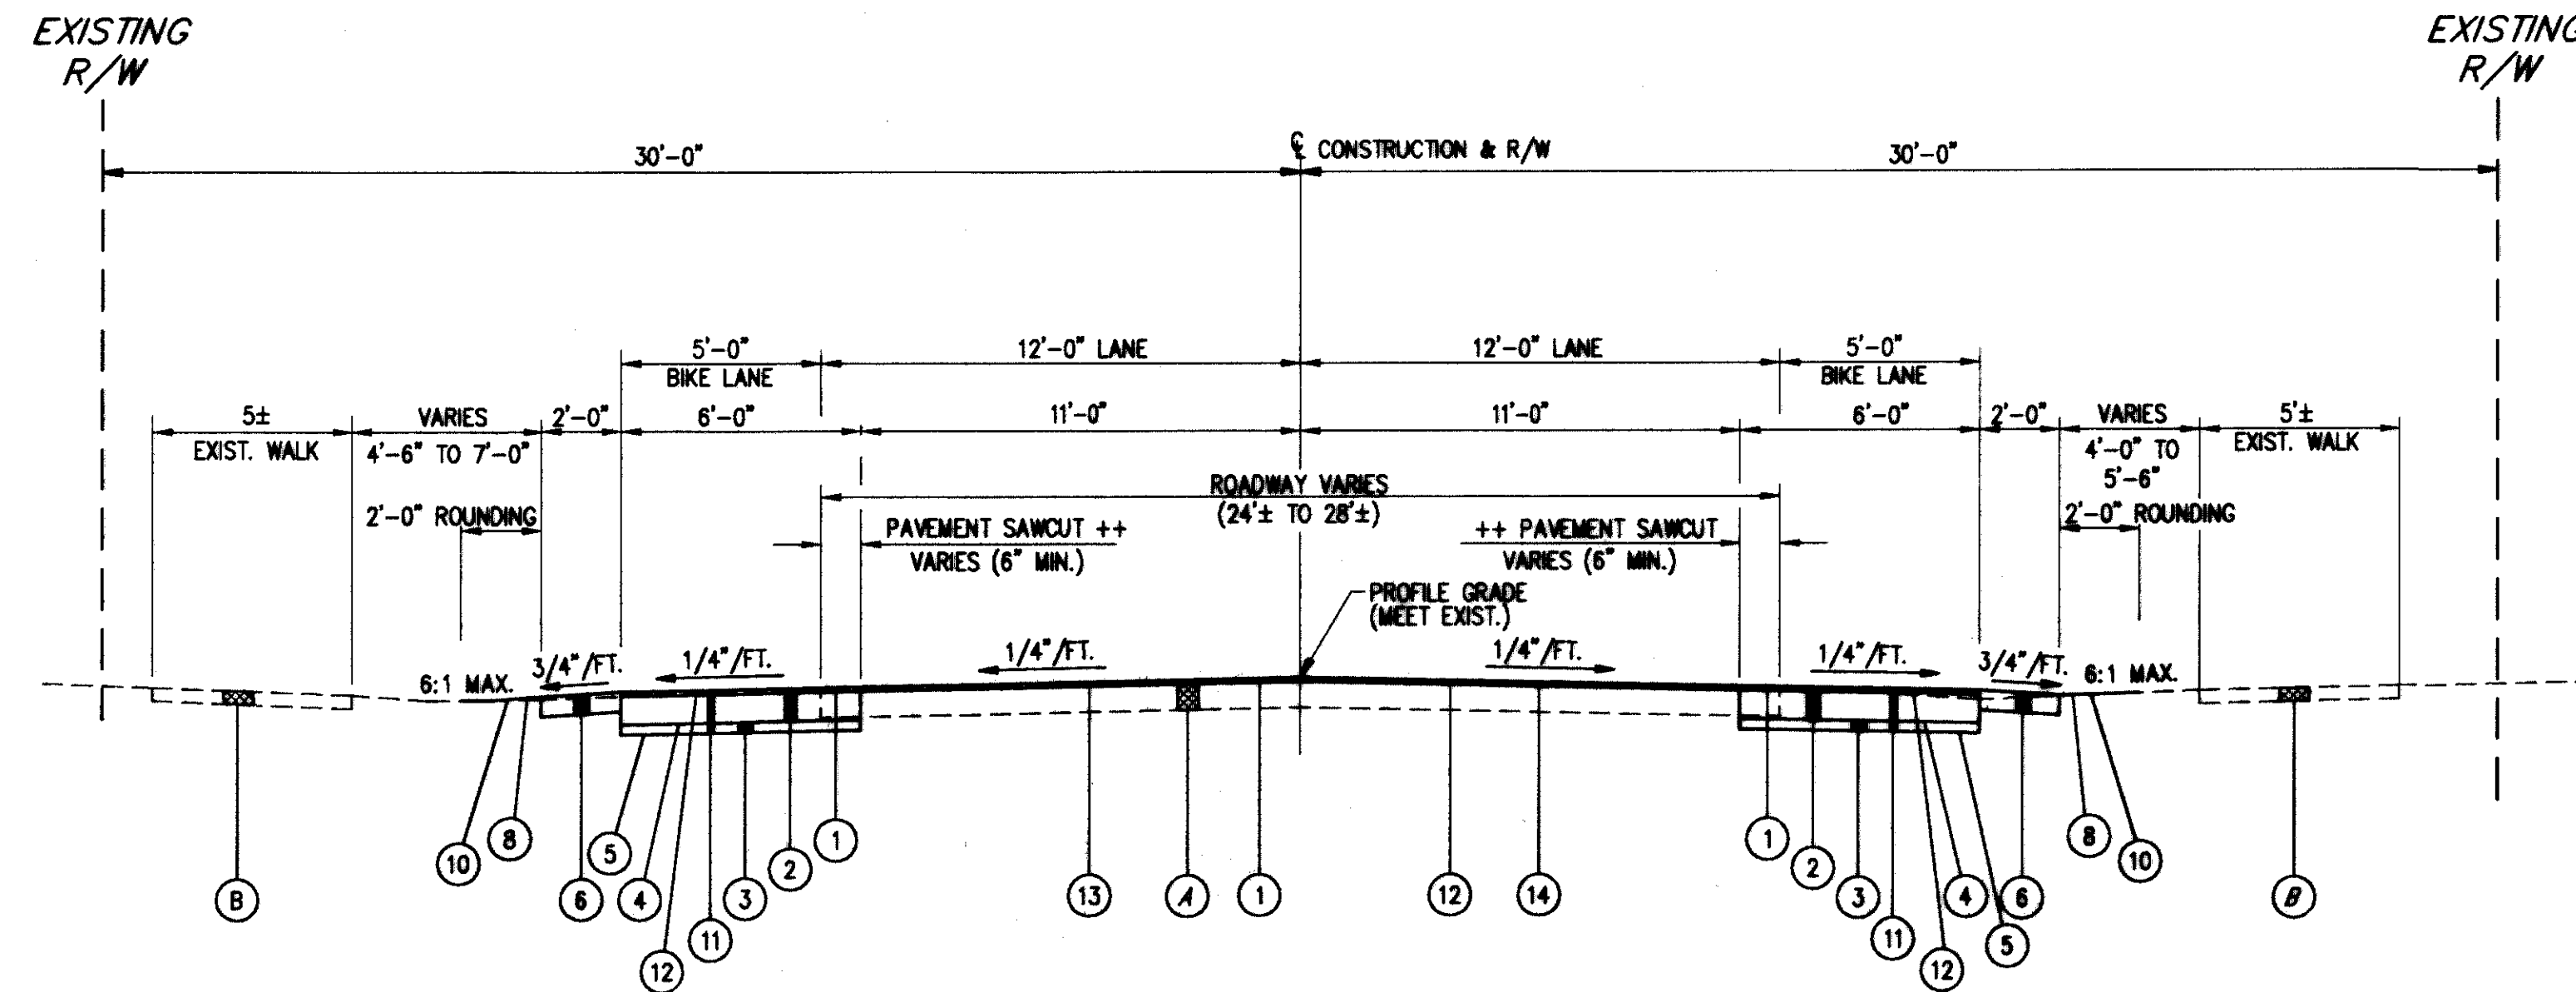 EXISTING
R/W
EXISTING
R/W
30'-0"
℄ CONSTRUCTION & R/W
30'-0"
5'-0"
BIKE LANE
12'-0" LANE
12'-0" LANE
5'-0"
BIKE LANE
5±
EXIST. WALK
VARIES
4'-6" TO 7'-0"
2'-0"
6'-0"
11'-0"
11'-0"
6'-0"
2'-0"
VARIES
4'-0" TO
5'-6"
5'±
EXIST. WALK
ROADWAY VARIES
(24'± TO 28'±)
2'-0" ROUNDING
PAVEMENT SAWCUT ++
VARIES (6" MIN.)
++ PAVEMENT SAWCUT
VARIES (6" MIN.)
2'-0" ROUNDING
PROFILE GRADE
(MEET EXIST.)
6:1 MAX.
3/4"/FT.
1/4"/FT.
1/4"/FT.
1/4"/FT.
1/4"/FT.
3/4"/FT.
6:1 MAX.
B
10
8
6
5
4
12
11
3
2
1
13
A
1
12
14
1
2
3
11
12
4
5
6
8
10
B